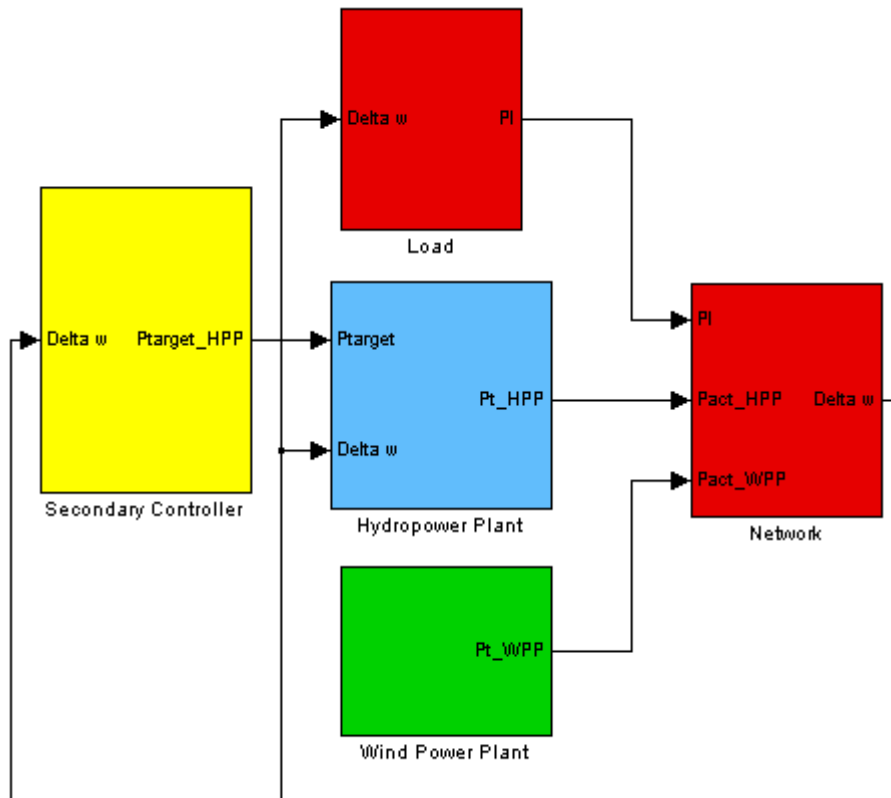 Delta w
Pl
Load
Delta w
Ptarget_HPP
Secondary Controller
Ptarget
Pt_HPP
Delta w
Hydropower Plant
Pl
Pact_HPP
Delta w
Pact_WPP
Network
Pt_WPP
Wind Power Plant